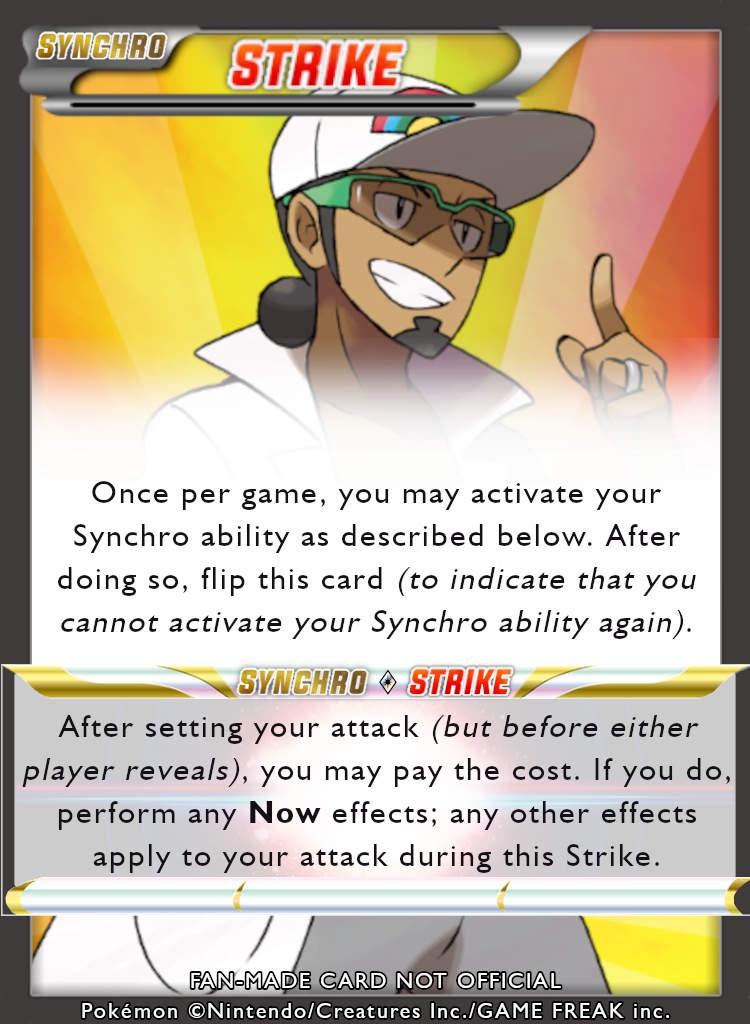 SYNCHRO STRIKE
Once per game, you may activate your
Synchro ability as described below. After
doing so, flip this card (to indicate that you
cannot activate your Synchro ability again).
SYNCHRO STRIKE
After setting your attack (but before either
player reveals), you may pay the cost. If you do,
perform any Now effects; any other effects
apply to your attack during this Strike.
FAN-MADE CARD NOT OFFICIAL
Pokémon ©Nintendo/Creatures Inc./GAME FREAK inc.